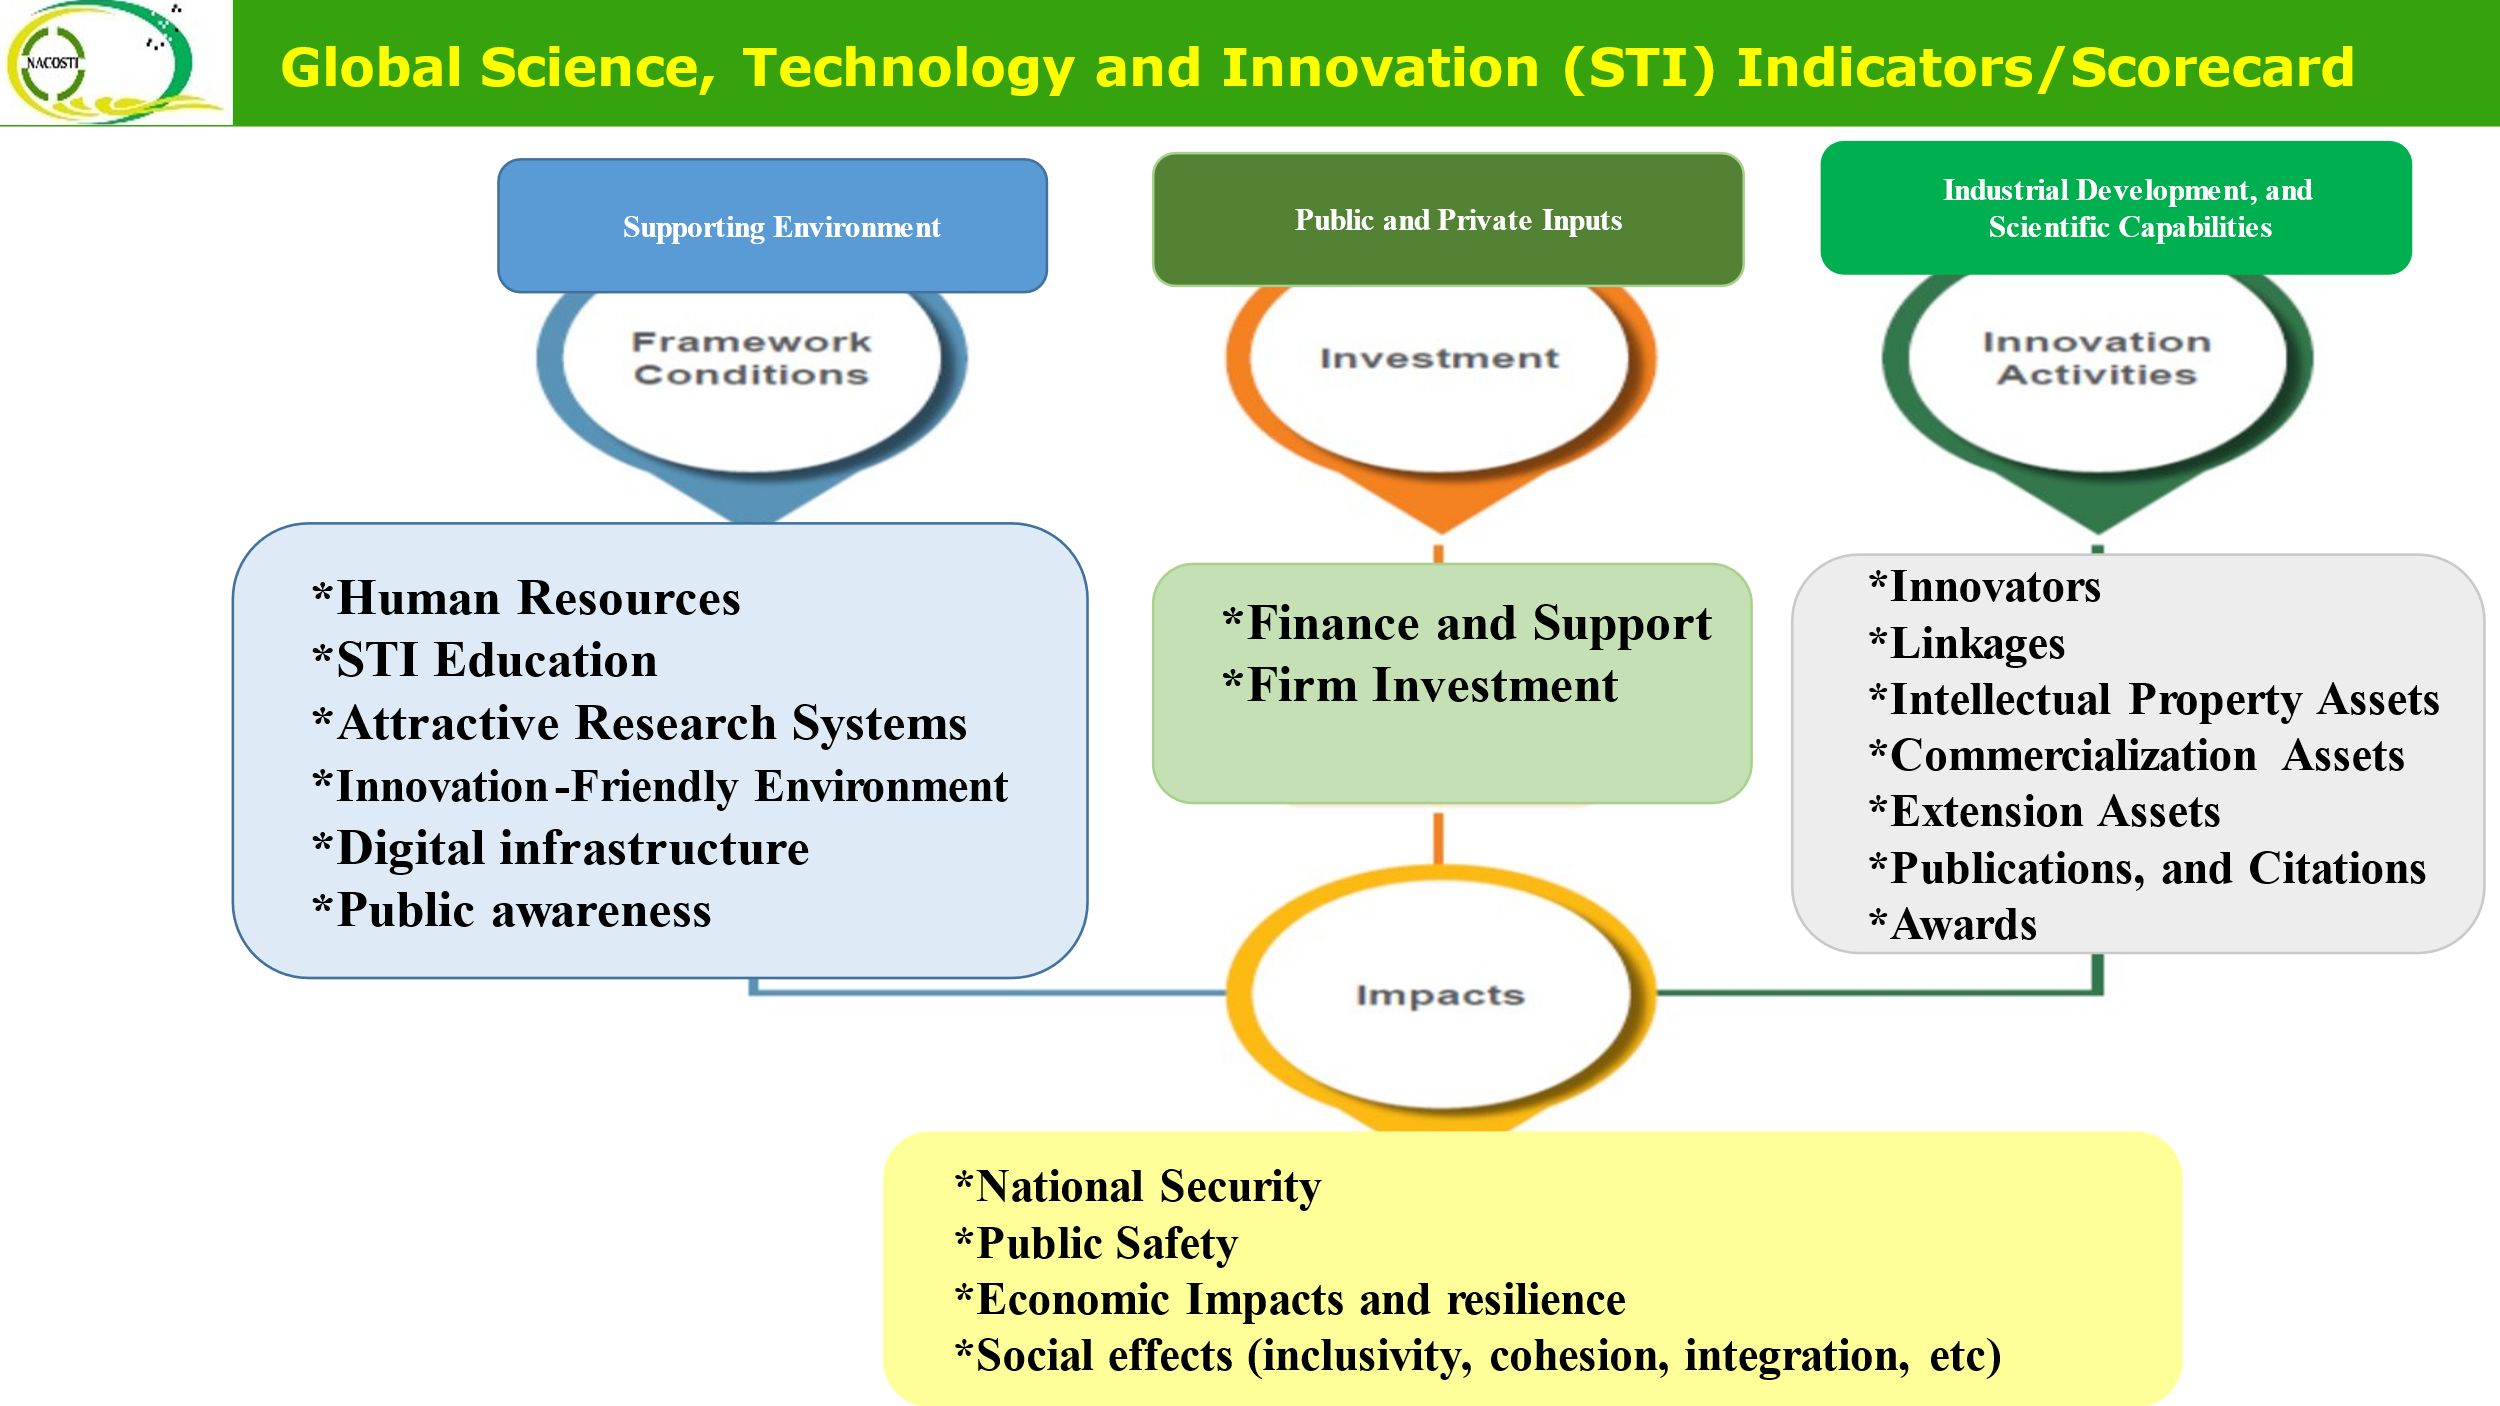 NACOSTI
Global Science, Technology and Innovation (STI) Indicators/Scorecard
Supporting Environment
Framework
Conditions
*Human Resources
*STI Education
*Attractive Research Systems
*Innovation-Friendly Environment
*Digital infrastructure
*Public awareness
Public and Private Inputs
Investment
*Finance and Support
*Firm Investment
Industrial Development, and
Scientific Capabilities
Innovation
Activities
*Innovators
*Linkages
*Intellectual Property Assets
*Commercialization Assets
*Extension Assets
*Publications, and Citations
*Awards
Impacts
*National Security
*Public Safety
*Economic Impacts and resilience
*Social effects (inclusivity, cohesion, integration, etc)